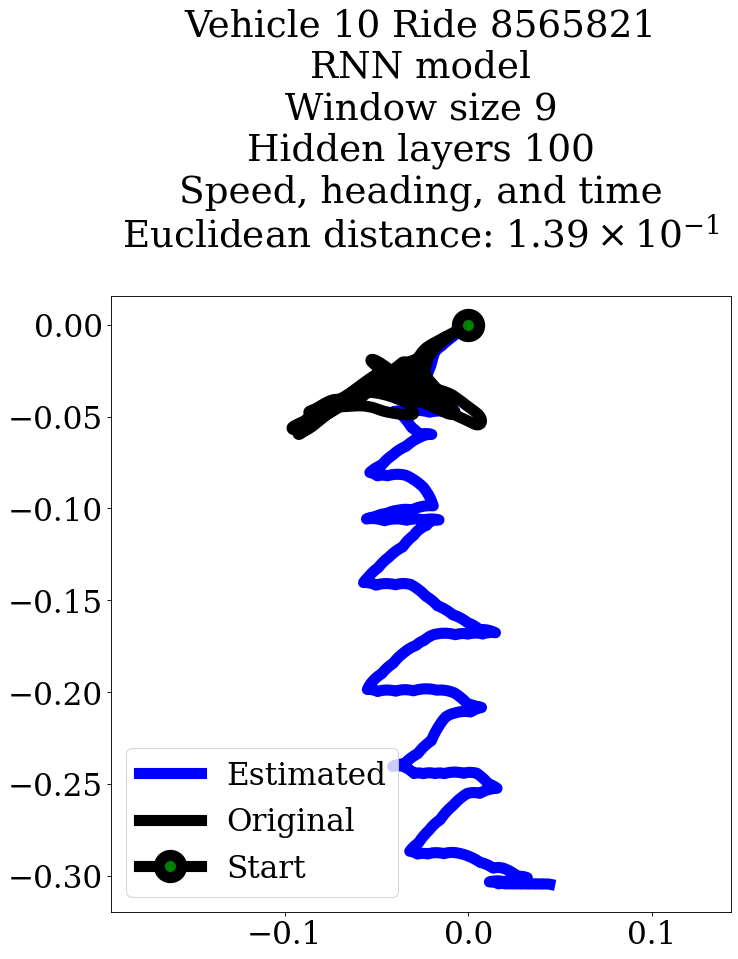 Vehicle 10 Ride 8565821
RNN model
Window size 9
Hidden layers 100
Speed, heading, and time
Euclidean distance: 1.39 × 10⁻¹
0.00
−0.05
−0.10
−0.15
−0.20
−0.25
−0.30
Estimated
Original
Start
−0.1
0.0
0.1